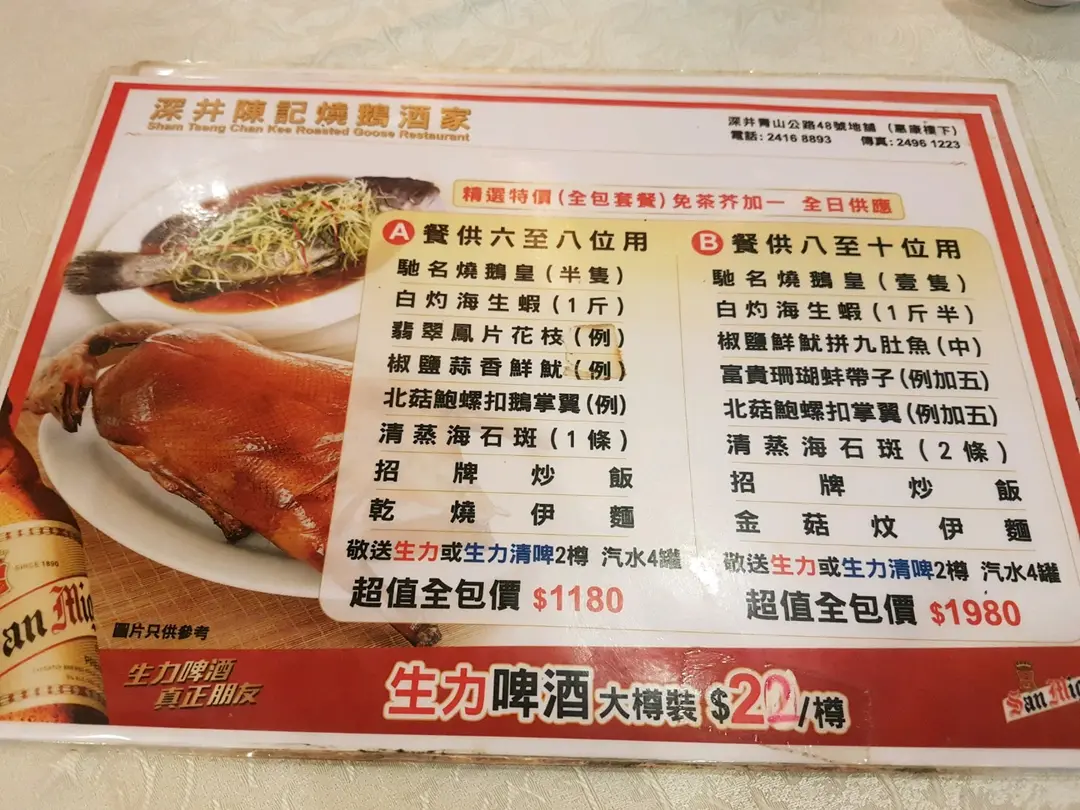 深井陳記燒鵝酒家
Sham Tseng Chan Kee Roasted Goose Restaurant
深井青山公路48號地舖 (惠康樓下)
電話: 2416 8893 傳真: 2496 1223
精選特價(全包套餐)免茶芥加一 全日供應
A 餐供六至八位用
馳名燒鵝皇(半隻)
白灼海生蝦(1斤)
翡翠鳳片花枝(例)
椒鹽蒜香鮮魷(例)
北菇鮑螺扣鵝掌翼(例)
清蒸海石斑(1條)
招牌炒飯
乾燒伊麵
敬送生力或生力清啤2樽 汽水4罐
超值全包價 $1180
B 餐供八至十位用
馳名燒鵝皇(壹隻)
白灼海生蝦(1斤半)
椒鹽鮮魷拼九肚魚(中)
富貴珊瑚蚌帶子(例加五)
北菇鮑螺扣掌翼(例加五)
清蒸海石斑(2條)
招牌炒飯
金菇炆伊麵
敬送生力或生力清啤2樽 汽水4罐
超值全包價 $1980
圖片只供參考
SINCE 1890
San Mig
生力啤酒
真正朋友
生力啤酒 大樽裝 $22/樽
San Mig